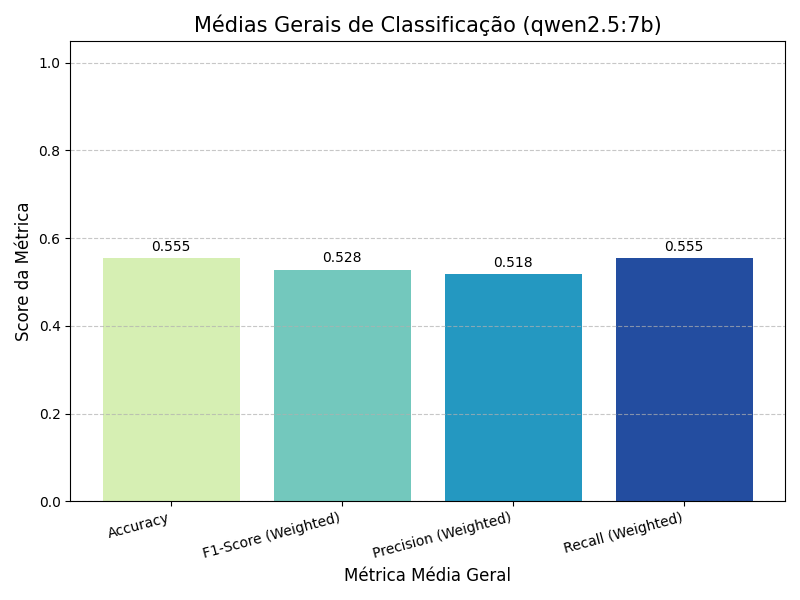 Médias Gerais de Classificação (qwen2.5:7b)
Score da Métrica
1.0
0.8
0.6
0.4
0.2
0.0
0.555
0.528
0.518
0.555
Accuracy
F1-Score (Weighted)
Precision (Weighted)
Recall (Weighted)
Métrica Média Geral